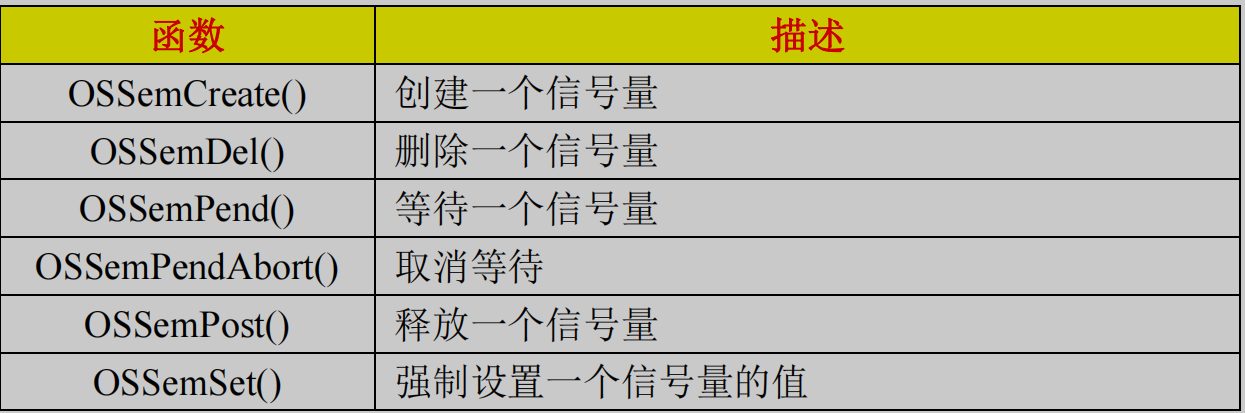 函数 描述
OSSemCreate() 创建一个信号量
OSSemDel() 删除一个信号量
OSSemPend() 等待一个信号量
OSSemPendAbort() 取消等待
OSSemPost() 释放一个信号量
OSSemSet() 强制设置一个信号量的值